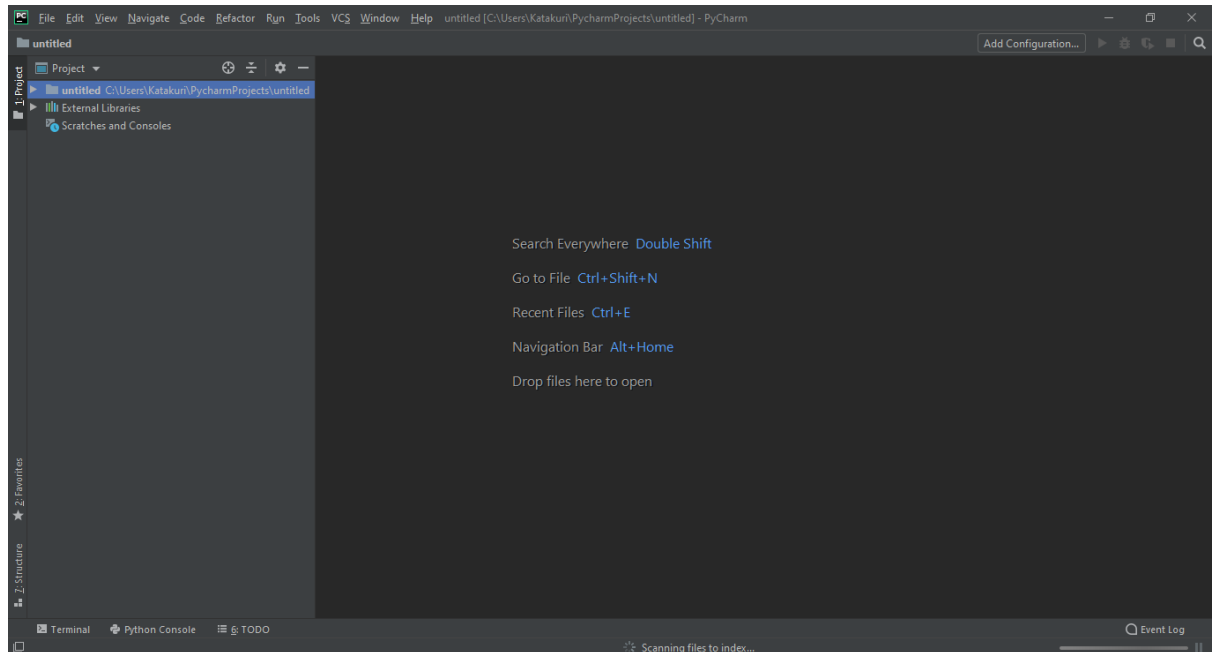 PC File Edit View Navigate Code Refactor Run Tools VCS Window Help untitled [C:\Users\Katakuri\PycharmProjects\untitled] - PyCharm
untitled Add Configuration...
Project
1: Project
untitled C:\Users\Katakuri\PycharmProjects\untitled
External Libraries
Scratches and Consoles
Search Everywhere Double Shift
Go to File Ctrl+Shift+N
Recent Files Ctrl+E
Navigation Bar Alt+Home
Drop files here to open
2: Favorites
7: Structure
Terminal Python Console 6: TODO Event Log
Scanning files to index...